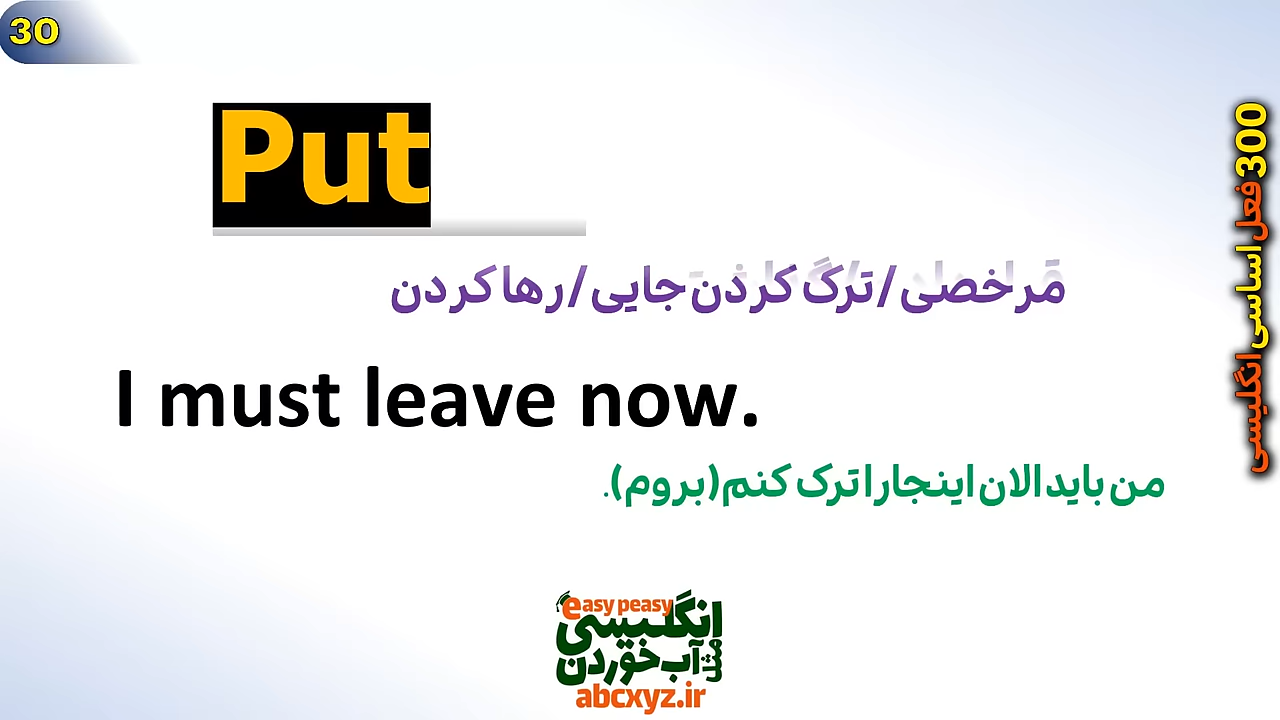 30
Put
مرخصی / ترک کردن جایی / رها کردن
I must leave now.
من باید الان اینجا را ترک کنم (بروم).
300 فعل اساسی انگلیسی
easy peasy
انگلیسی
مثل آب خوردن
abcxyz.ir